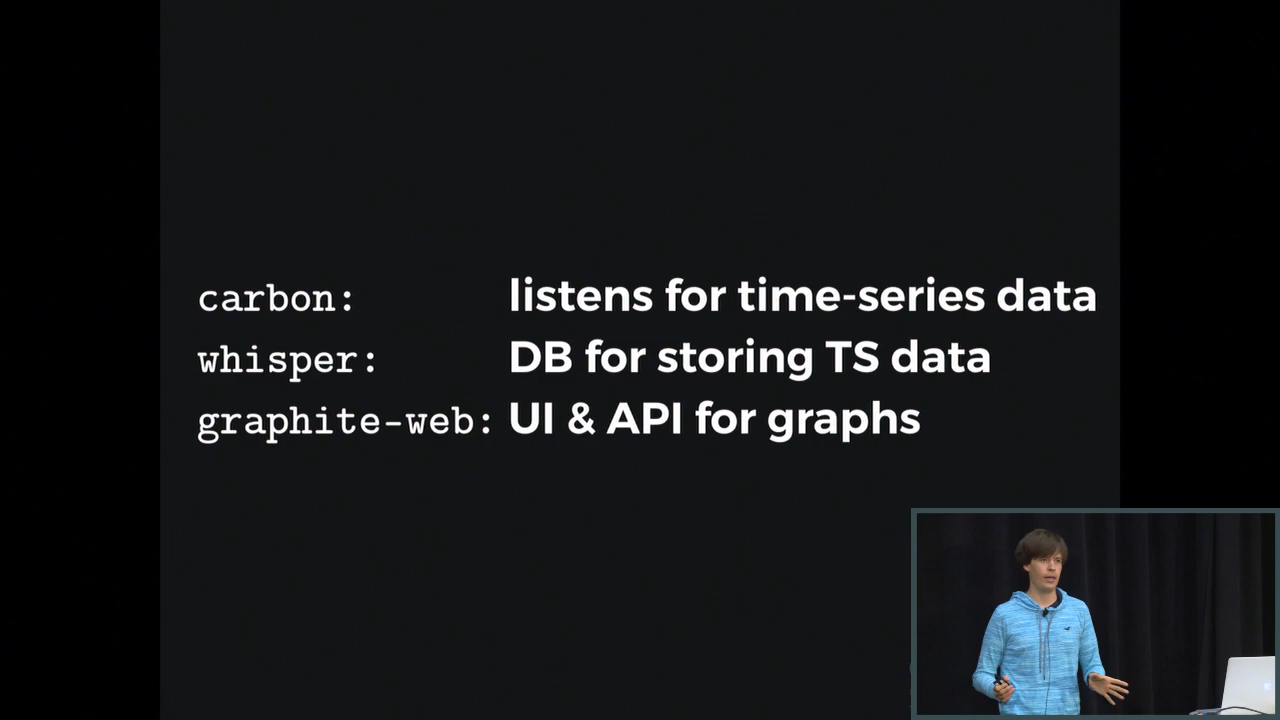 carbon: listens for time-series data
whisper: DB for storing TS data
graphite-web: UI & API for graphs